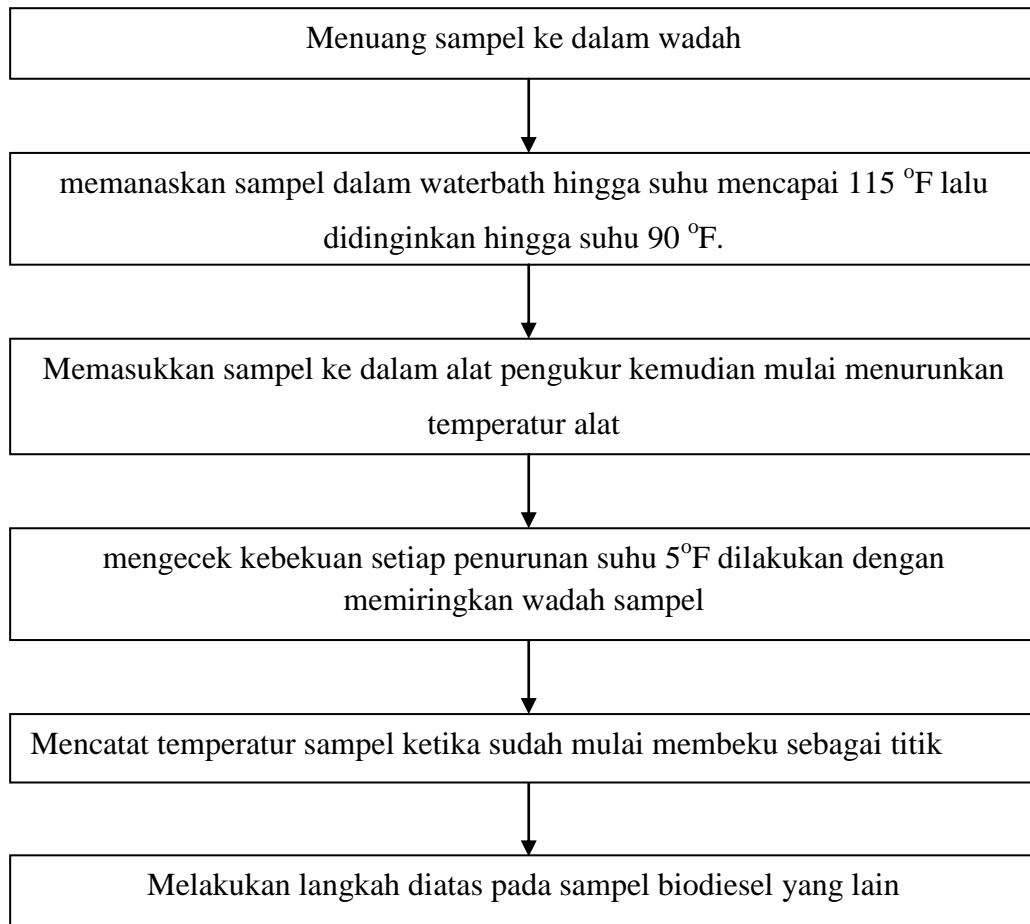 Menuang sampel ke dalam wadah
memanaskan sampel dalam waterbath hingga suhu mencapai 115 °F lalu
didinginkan hingga suhu 90 °F.
Memasukkan sampel ke dalam alat pengukur kemudian mulai menurunkan
temperatur alat
mengecek kebekuan setiap penurunan suhu 5°F dilakukan dengan
memiringkan wadah sampel
Mencatat temperatur sampel ketika sudah mulai membeku sebagai titik
Melakukan langkah diatas pada sampel biodiesel yang lain